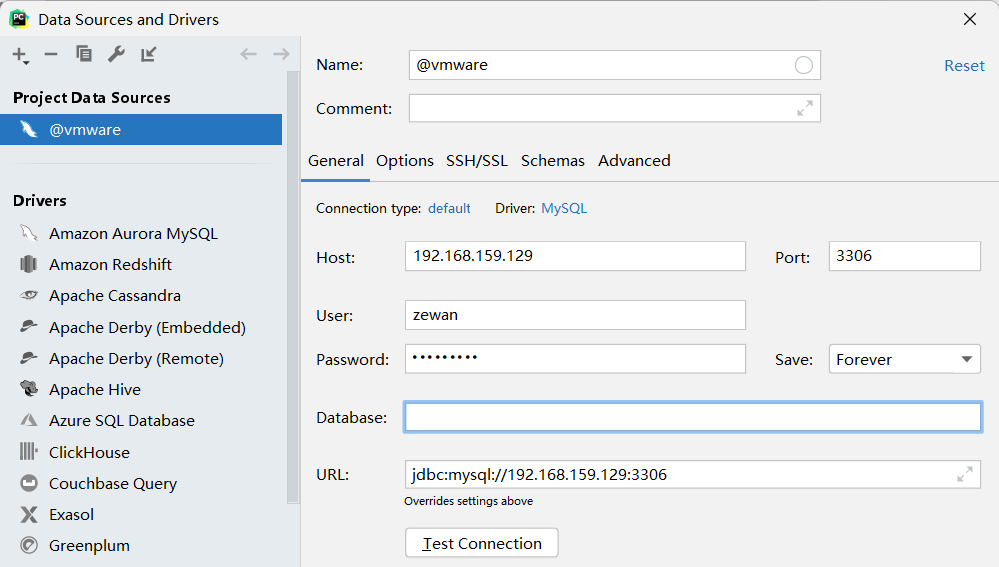 PC
Data Sources and Drivers
Name:
@vmware
Reset
Comment:
Project Data Sources
@vmware
Drivers
Amazon Aurora MySQL
Amazon Redshift
Apache Cassandra
Apache Derby (Embedded)
Apache Derby (Remote)
Apache Hive
Azure SQL Database
ClickHouse
Couchbase Query
Exasol
Greenplum
General Options SSH/SSL Schemas Advanced
Connection type: default Driver: MySQL
Host: 192.168.159.129 Port: 3306
User: zewan
Password: ••••••••• Save: Forever
Database:
URL: jdbc:mysql://192.168.159.129:3306
Overrides settings above
Test Connection